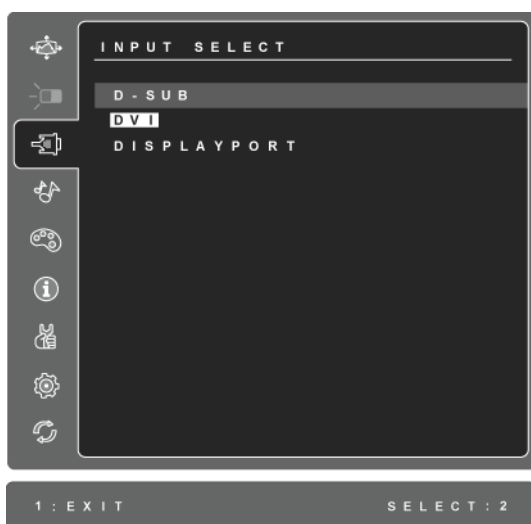 INPUT SELECT
D-SUB
DVI
DISPLAYPORT
1:EXIT SELECT:2